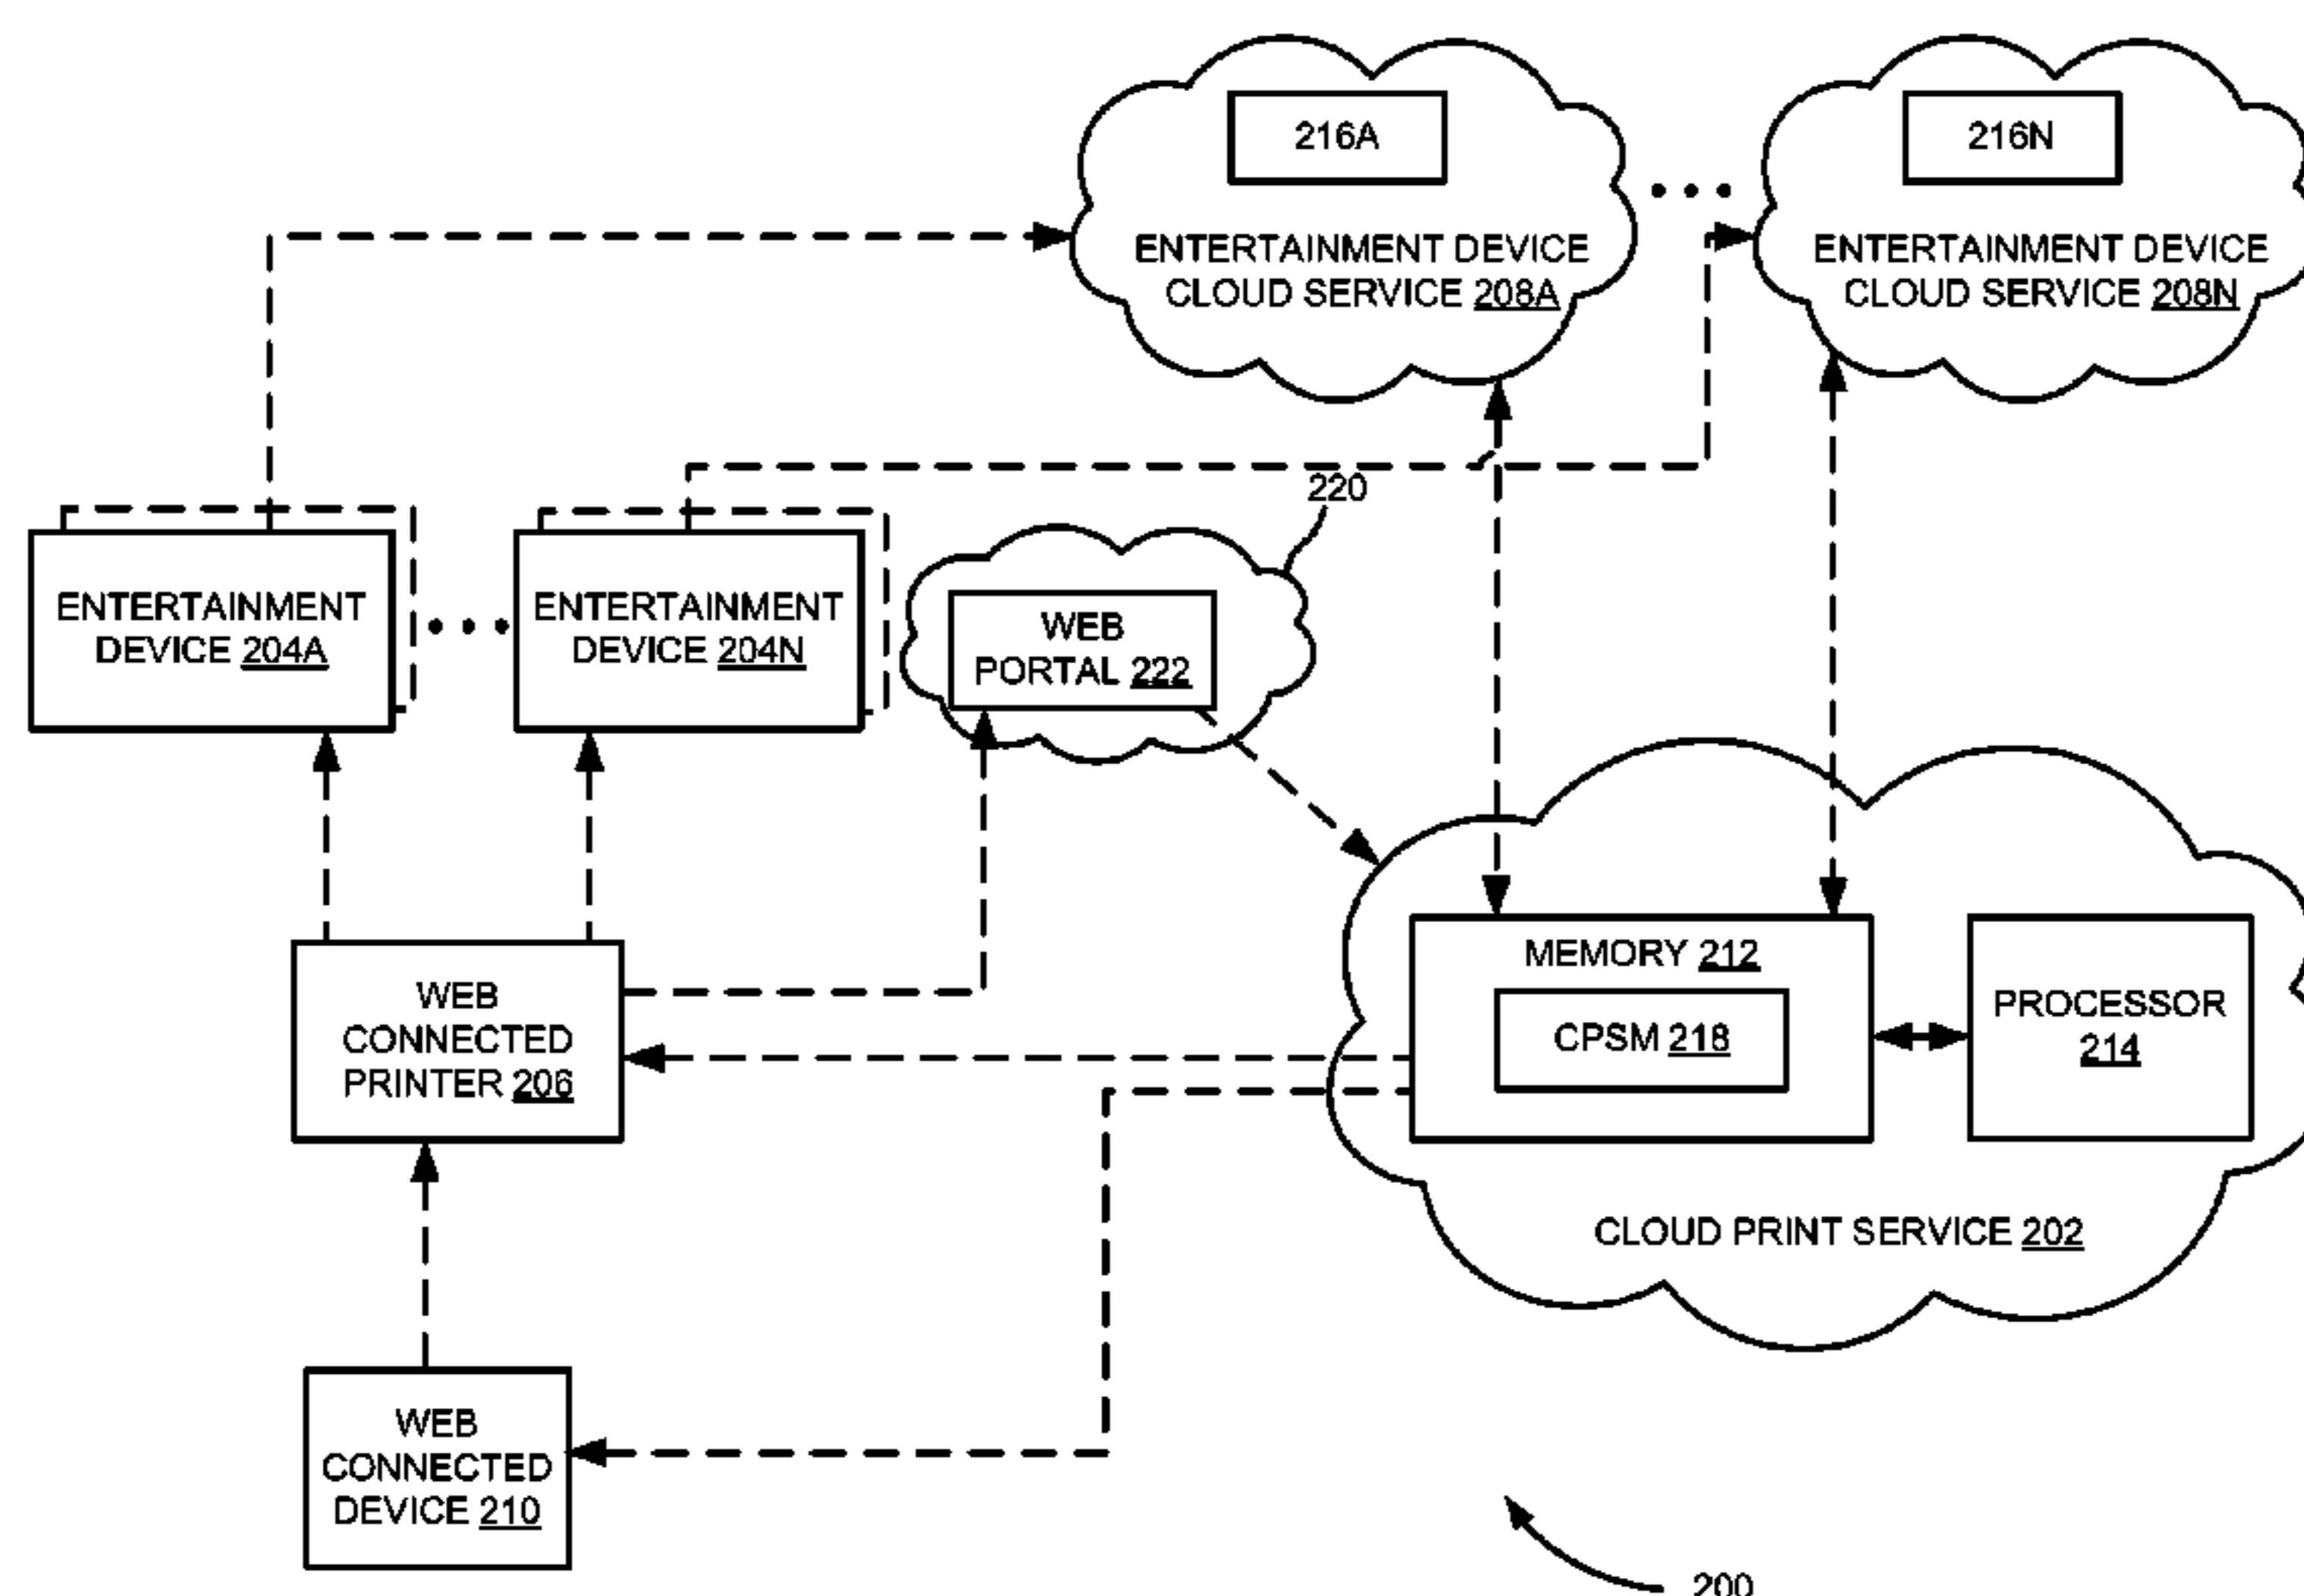 216A
216N
ENTERTAINMENT DEVICE
CLOUD SERVICE 208A
ENTERTAINMENT DEVICE
CLOUD SERVICE 208N
220
ENTERTAINMENT
DEVICE 204A
ENTERTAINMENT
DEVICE 204N
WEB
PORTAL 222
MEMORY 212
CPSM 218
PROCESSOR
214
WEB
CONNECTED
PRINTER 206
CLOUD PRINT SERVICE 202
WEB
CONNECTED
DEVICE 210
200